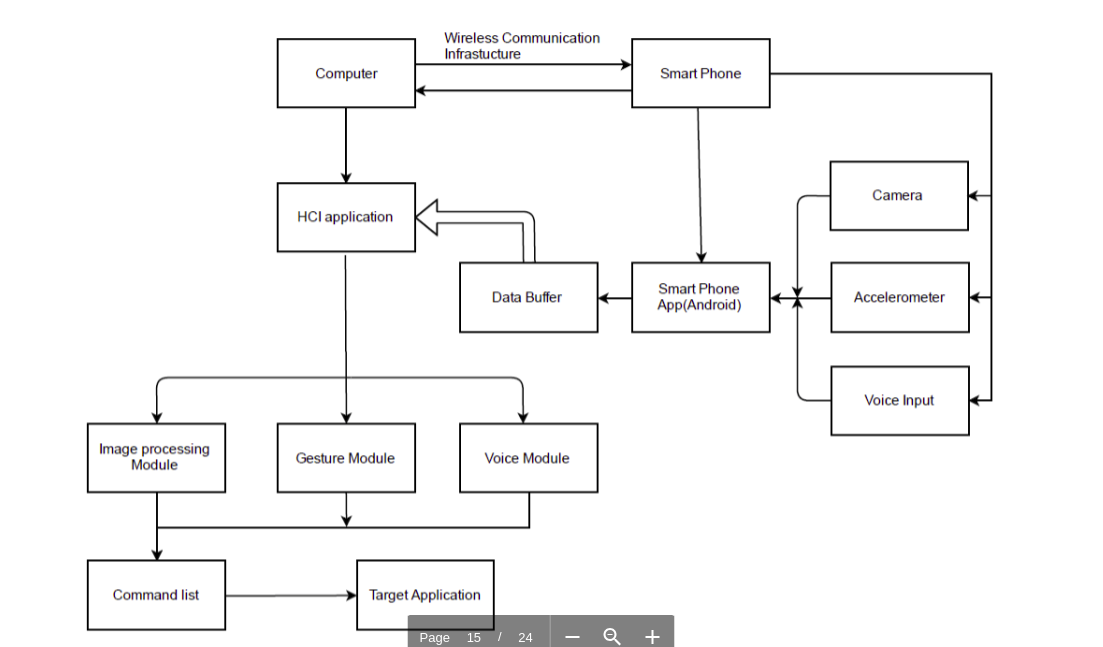 Wireless Communication
Infrastucture
Computer
Smart Phone
Camera
HCI application
Data Buffer
Smart Phone
App(Android)
Accelerometer
Voice Input
Image processing
Module
Gesture Module
Voice Module
Command list
Target Application
Page 15 / 24